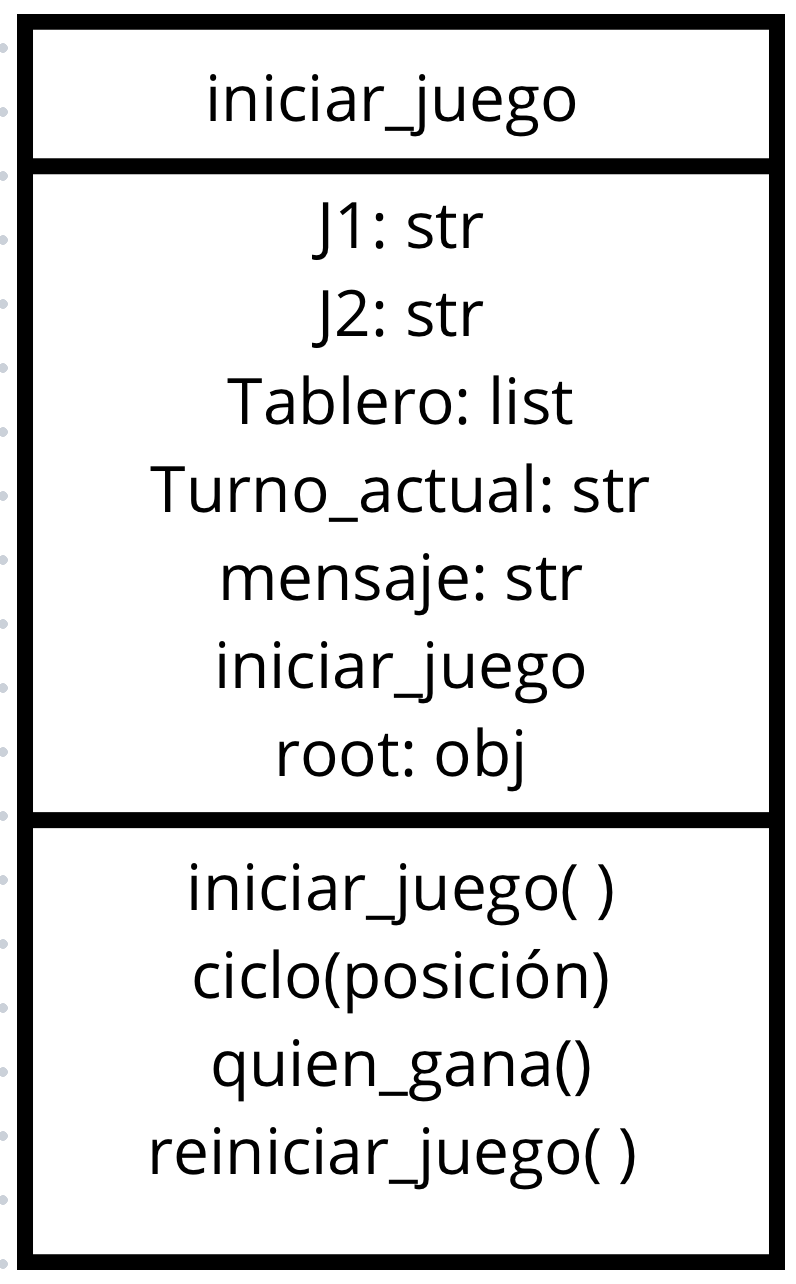 iniciar_juego
J1: str
J2: str
Tablero: list
Turno_actual: str
mensaje: str
iniciar_juego
root: obj
iniciar_juego( )
ciclo(posición)
quien_gana()
reiniciar_juego( )